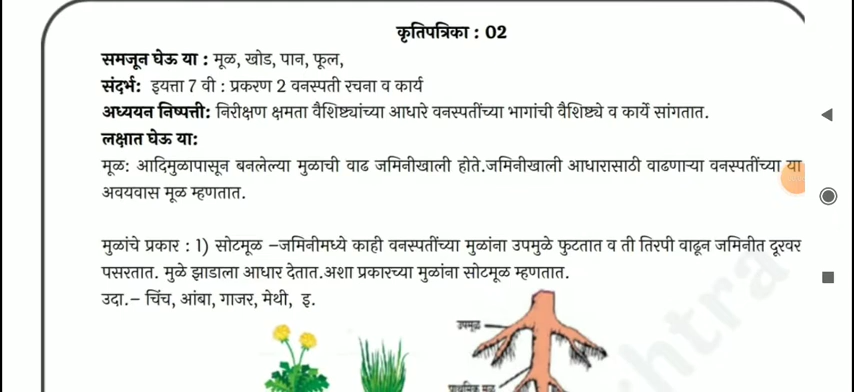 कृतिपत्रिका : 02
समजून घेऊ या : मूळ, खोड, पान, फूल,
संदर्भ: इयत्ता 7 वी : प्रकरण 2 वनस्पती रचना व कार्य
अध्ययन निष्पत्ती: निरीक्षण क्षमता वैशिष्ट्यांच्या आधारे वनस्पतींच्या भागांची वैशिष्ट्ये व कार्ये सांगतात.
लक्षात घेऊ या:
मूळ: आदिमुळापासून बनलेल्या मुळाची वाढ जमिनीखाली होते.जमिनीखाली आधारासाठी वाढणाऱ्या वनस्पतींच्या या
अवयवास मूळ म्हणतात.
मुळांचे प्रकार : 1) सोटमूळ –जमिनीमध्ये काही वनस्पतींच्या मुळांना उपमुळे फुटतात व ती तिरपी वाढून जमिनीत दूरवर
पसरतात. मुळे झाडाला आधार देतात.अशा प्रकारच्या मुळांना सोटमूळ म्हणतात.
उदा.– चिंच, आंबा, गाजर, मेथी, इ.
उपमूळ
प्राथमिक मूळ